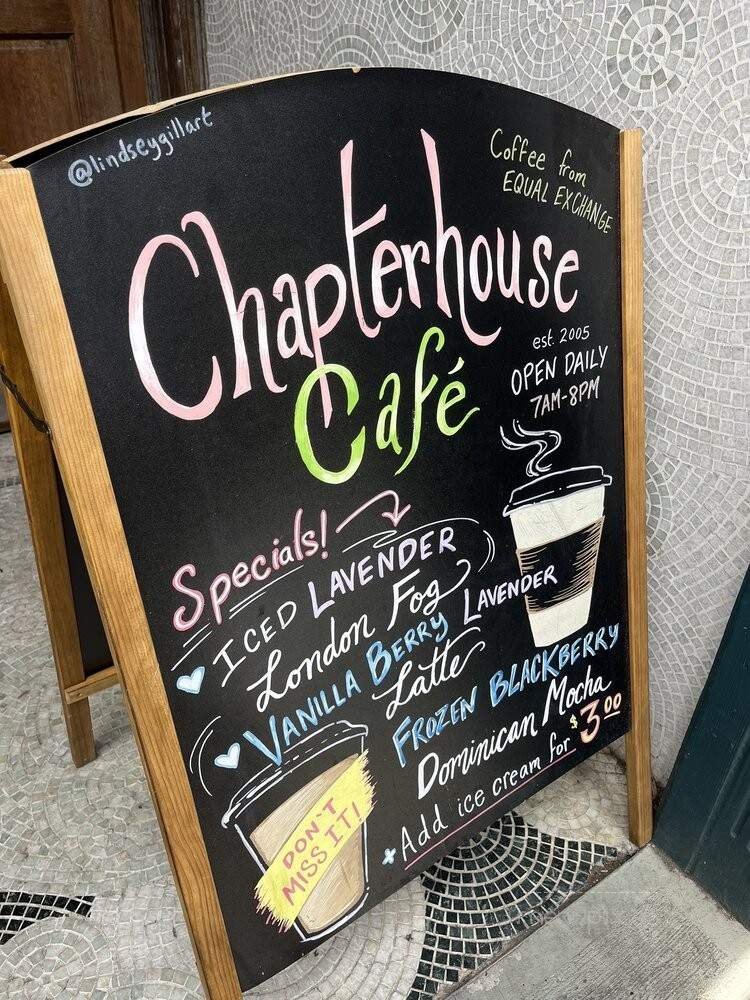 @lindseygillart
Coffee from
EQUAL EXCHANGE
Chapterhouse
Café
est. 2005
OPEN DAILY
7AM-8PM
Specials!
ICED LAVENDER
London Fog
VANILLA BERRY LAVENDER
Latte
FROZEN BLACKBERRY
Dominican Mocha
Add ice cream for $3.00
DON'T
MISS IT!